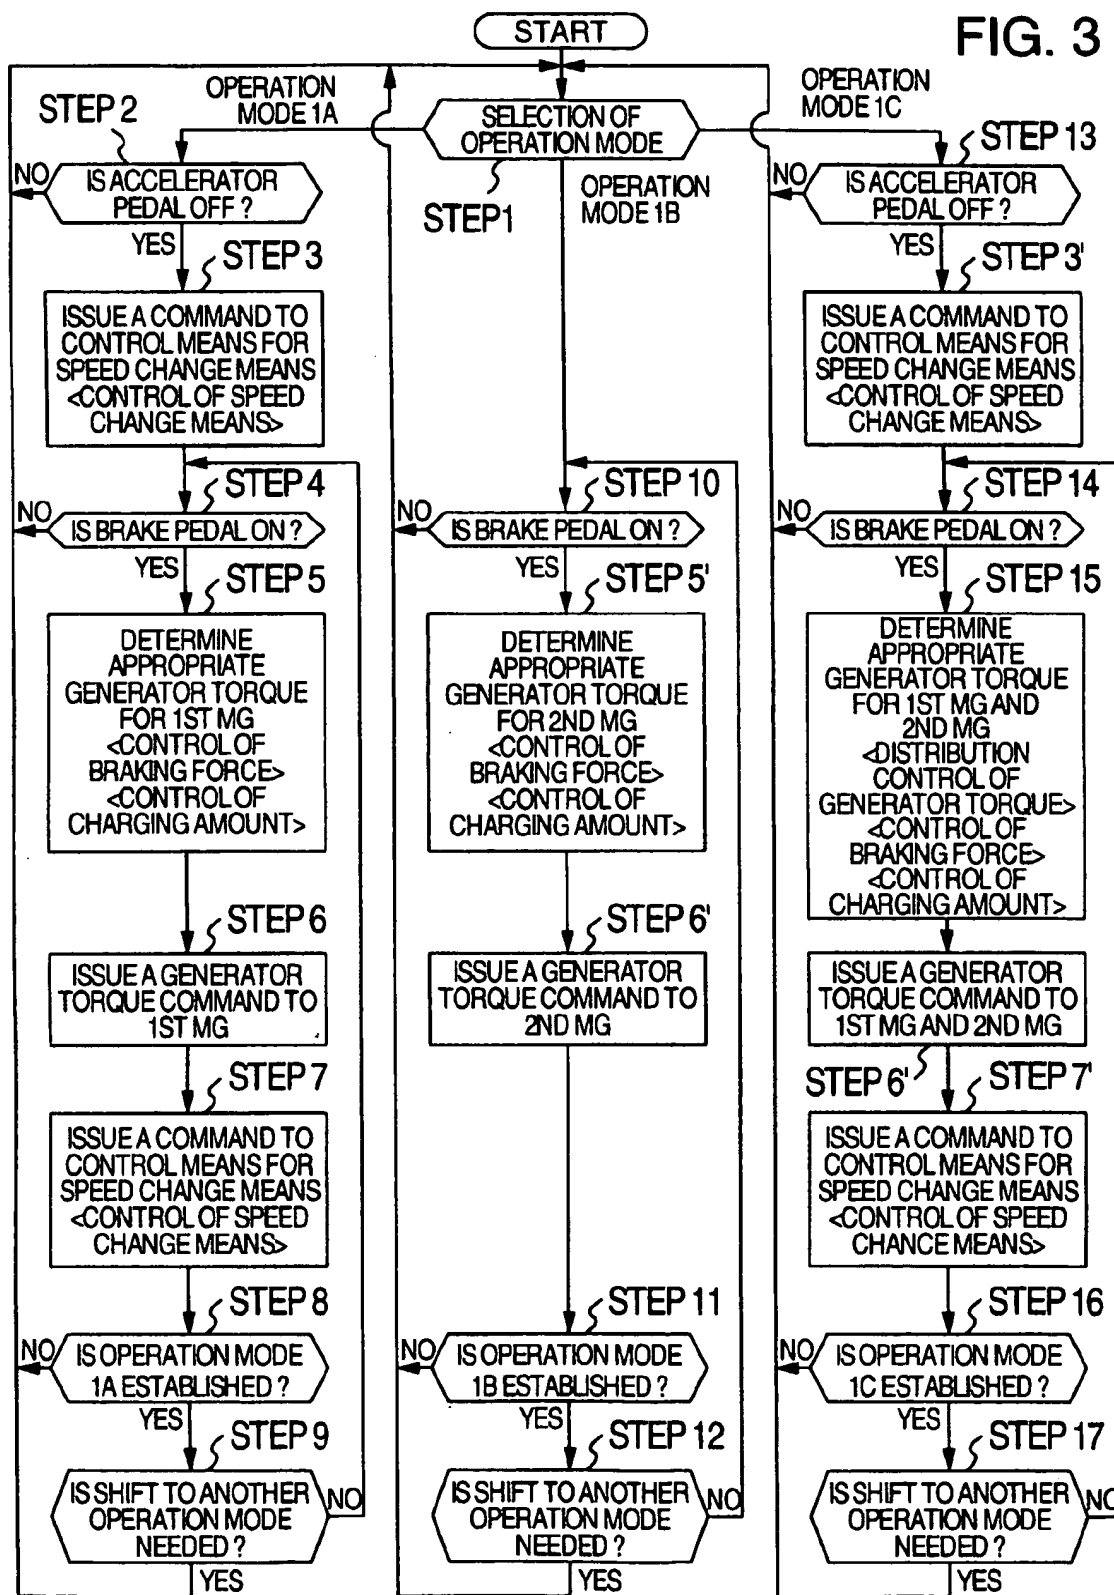 START
FIG. 3
OPERATION
MODE 1A
SELECTION OF
OPERATION MODE
STEP1
OPERATION
MODE 1B
OPERATION
MODE 1C
STEP 2
IS ACCELERATOR
PEDAL OFF ?
NO
YES
STEP 3
ISSUE A COMMAND TO
CONTROL MEANS FOR
SPEED CHANGE MEANS
<CONTROL OF SPEED
CHANGE MEANS>
STEP 4
IS BRAKE PEDAL ON ?
NO
YES
STEP 5
DETERMINE
APPROPRIATE
GENERATOR TORQUE
FOR 1ST MG
<CONTROL OF
BRAKING FORCE>
<CONTROL OF
CHARGING AMOUNT>
STEP 6
ISSUE A GENERATOR
TORQUE COMMAND TO
1ST MG
STEP 7
ISSUE A COMMAND TO
CONTROL MEANS FOR
SPEED CHANGE MEANS
<CONTROL OF SPEED
CHANGE MEANS>
STEP 8
NO
IS OPERATION MODE
1A ESTABLISHED ?
YES
STEP 9
IS SHIFT TO ANOTHER
OPERATION MODE
NEEDED ?
NO
YES
STEP 10
NO
IS BRAKE PEDAL ON ?
YES
STEP 5'
DETERMINE
APPROPRIATE
GENERATOR TORQUE
FOR 2ND MG
<CONTROL OF
BRAKING FORCE>
<CONTROL OF
CHARGING AMOUNT>
STEP 6'
ISSUE A GENERATOR
TORQUE COMMAND TO
2ND MG
STEP 11
NO
IS OPERATION MODE
1B ESTABLISHED ?
YES
STEP 12
IS SHIFT TO ANOTHER
OPERATION MODE
NEEDED ?
NO
YES
STEP 13
NO
IS ACCELERATOR
PEDAL OFF ?
YES
STEP 3'
ISSUE A COMMAND TO
CONTROL MEANS FOR
SPEED CHANGE MEANS
<CONTROL OF SPEED
CHANGE MEANS>
STEP 14
NO
IS BRAKE PEDAL ON ?
YES
STEP 15
DETERMINE
APPROPRIATE
GENERATOR TORQUE
FOR 1ST MG AND
2ND MG
<DISTRIBUTION
CONTROL OF
GENERATOR TORQUE>
<CONTROL OF
BRAKING FORCE>
<CONTROL OF
CHARGING AMOUNT>
ISSUE A GENERATOR
TORQUE COMMAND TO
1ST MG AND 2ND MG
STEP 6'
STEP 7'
ISSUE A COMMAND TO
CONTROL MEANS FOR
SPEED CHANGE MEANS
<CONTROL OF SPEED
CHANCE MEANS>
STEP 16
NO
IS OPERATION MODE
1C ESTABLISHED ?
YES
STEP 17
IS SHIFT TO ANOTHER
OPERATION MODE
NEEDED ?
NO
YES